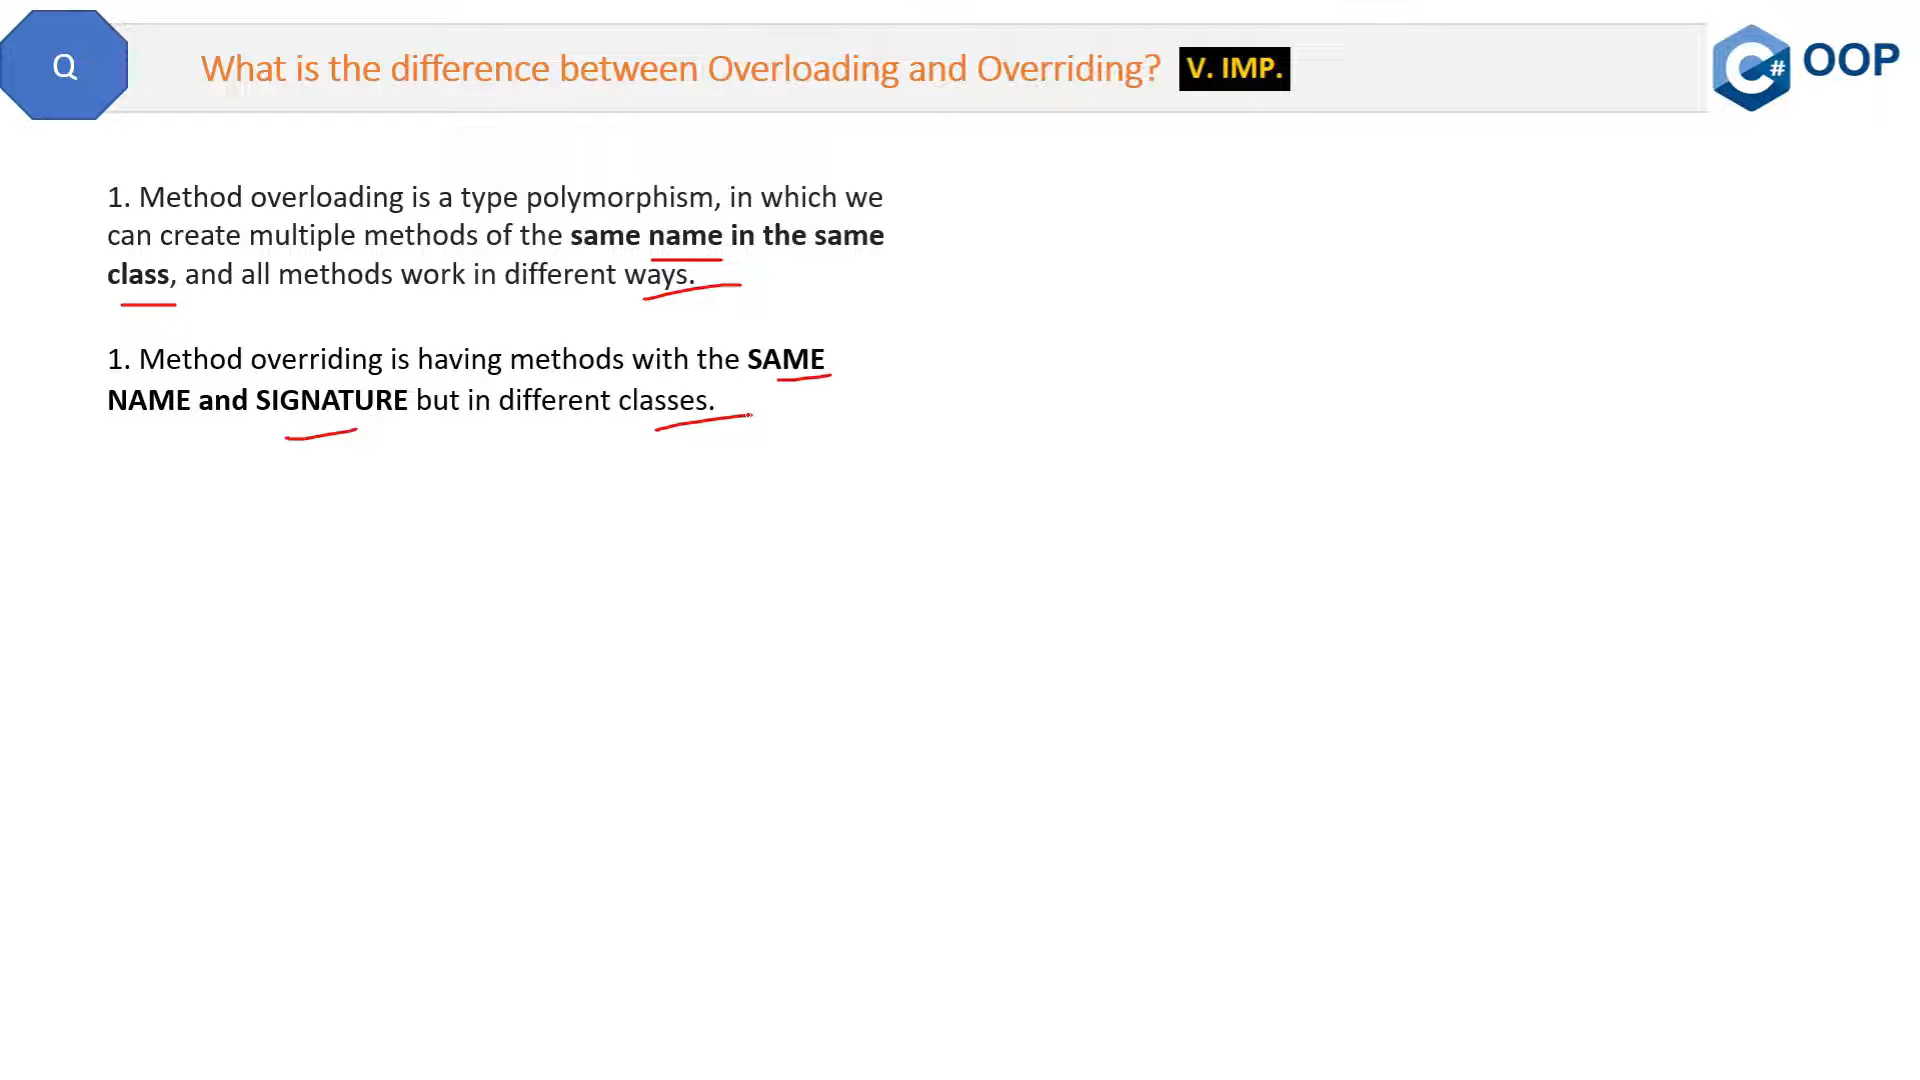 Q
What is the difference between Overloading and Overriding?
V. IMP.
C#
OOP
1. Method overloading is a type polymorphism, in which we
can create multiple methods of the same name in the same
class, and all methods work in different ways.
1. Method overriding is having methods with the SAME
NAME and SIGNATURE but in different classes.